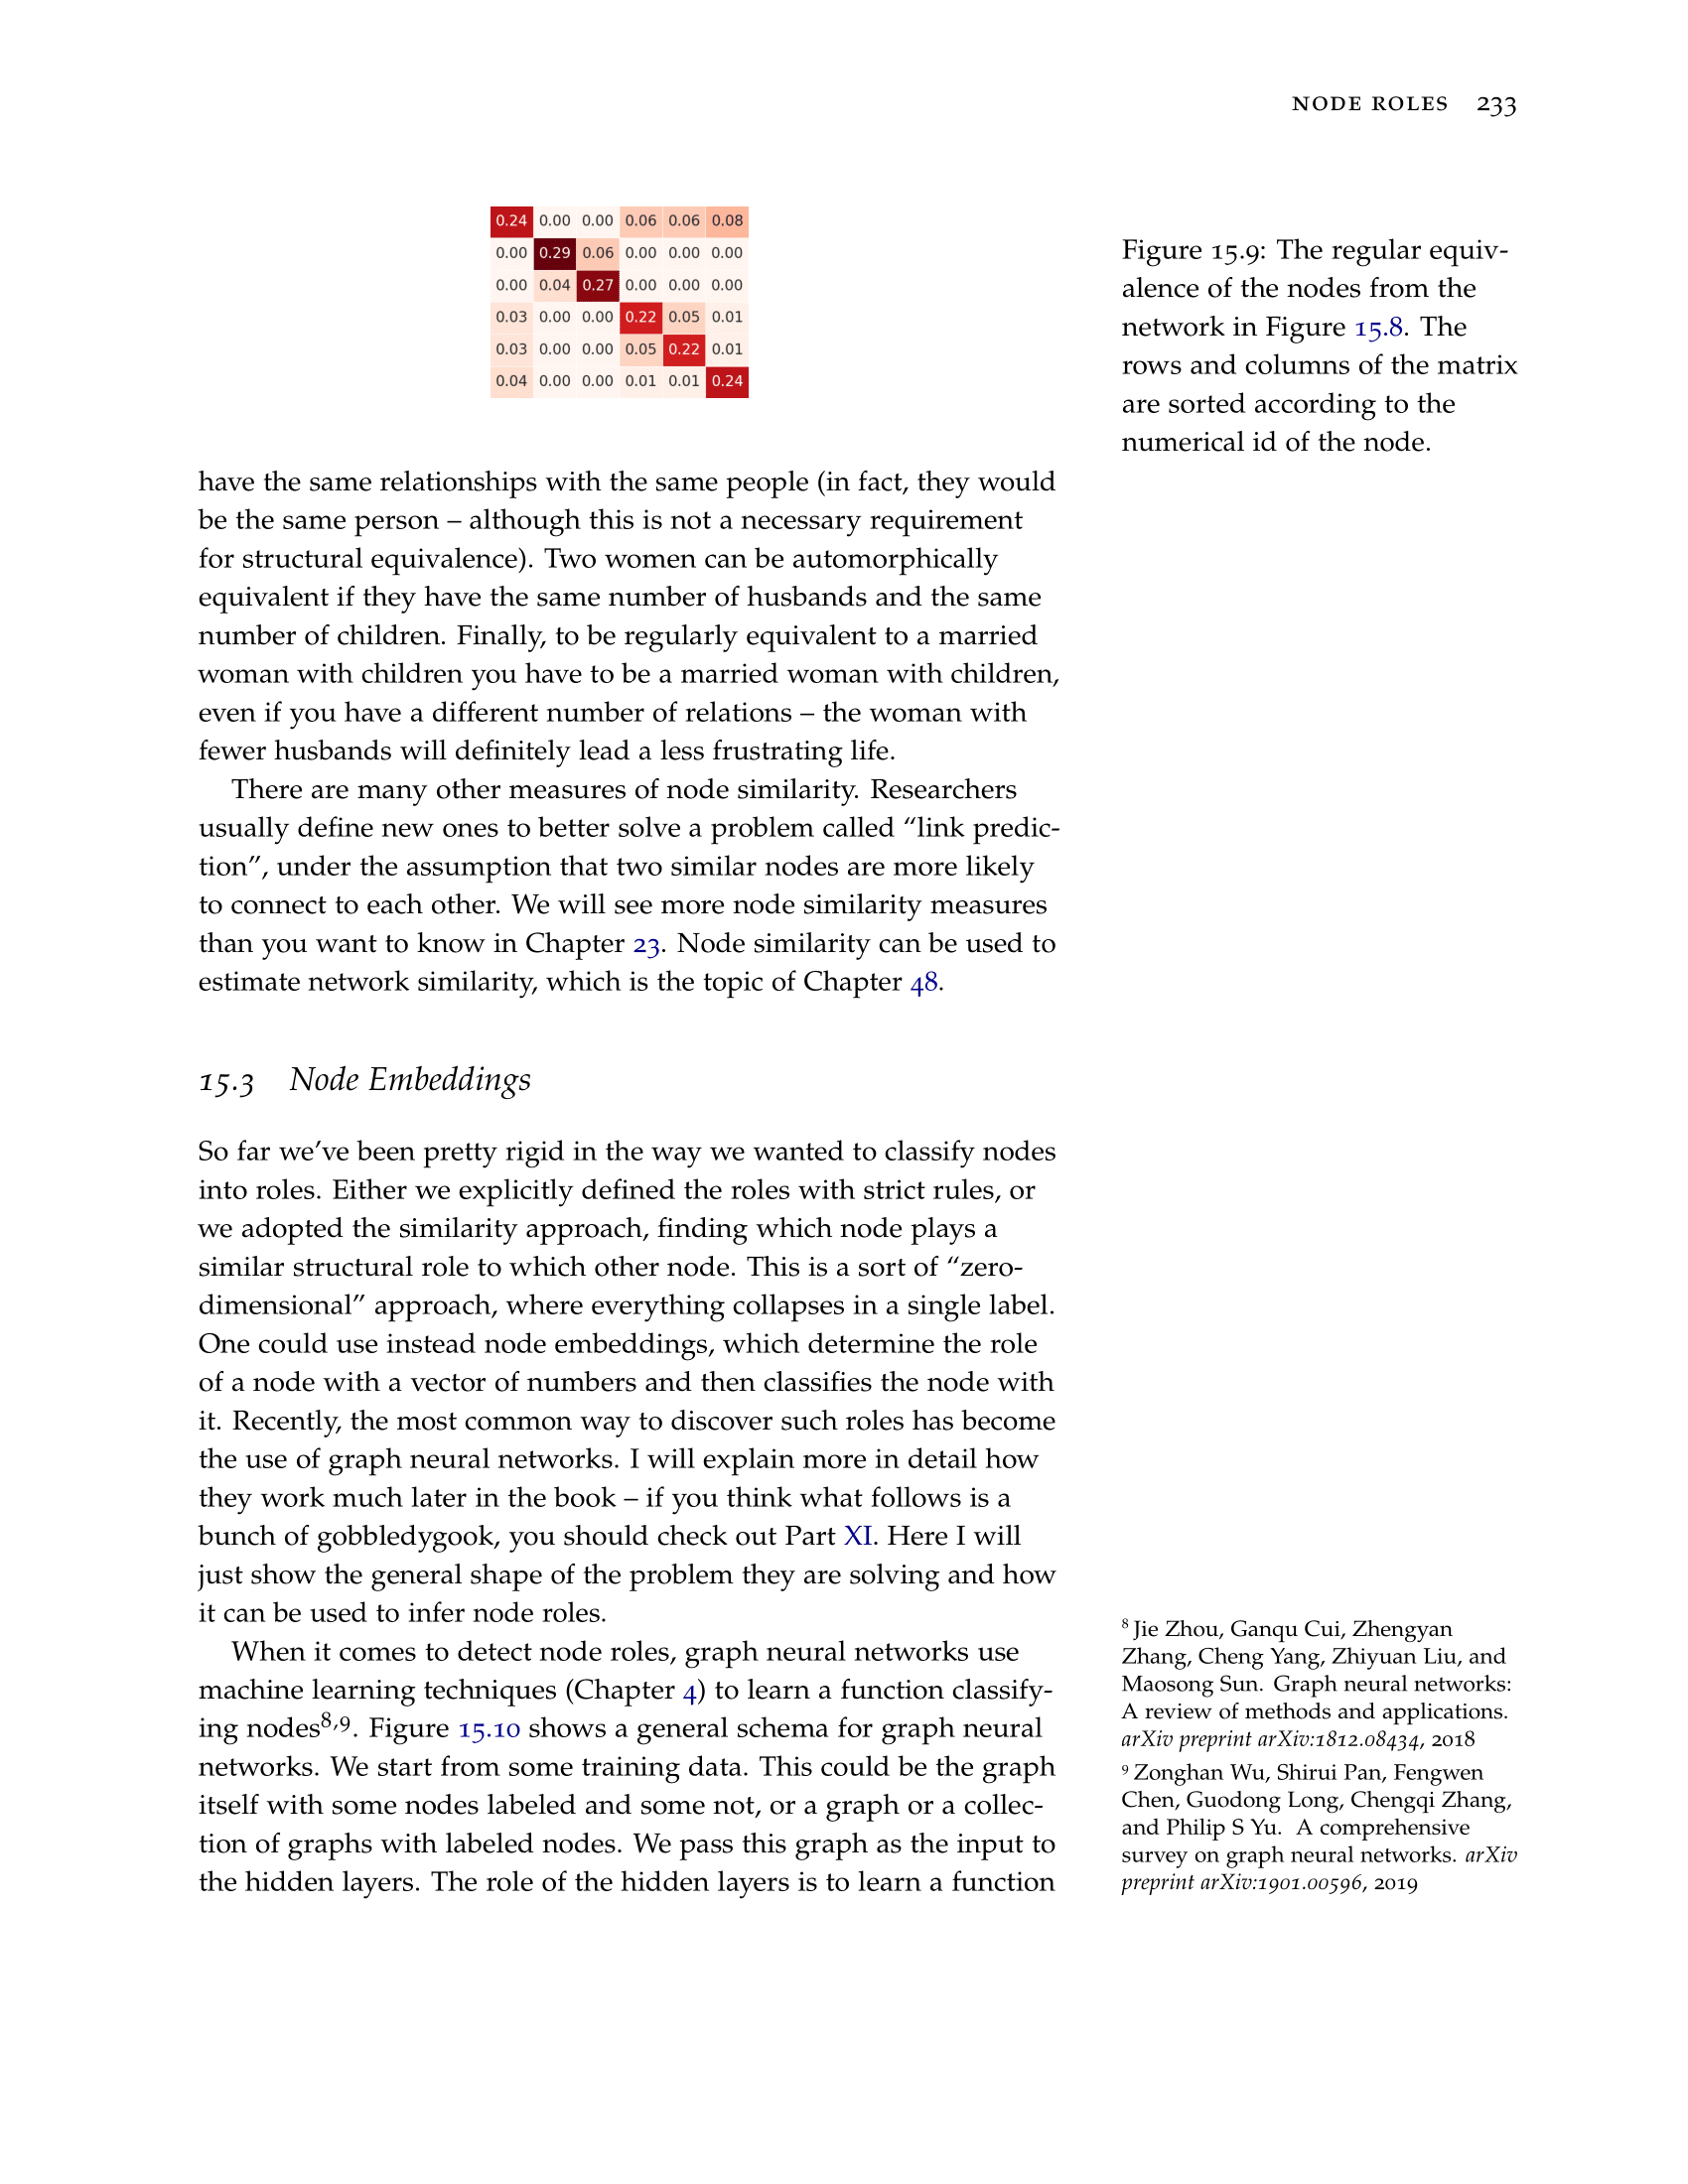 NODE ROLES 233
0.24 0.00 0.00 0.06 0.06 0.08
0.00 0.29 0.06 0.00 0.00 0.00
0.00 0.04 0.27 0.00 0.00 0.00
0.03 0.00 0.00 0.22 0.05 0.01
0.03 0.00 0.00 0.05 0.22 0.01
0.04 0.00 0.00 0.01 0.01 0.24
Figure 15.9: The regular equiv-
alence of the nodes from the
network in Figure 15.8. The
rows and columns of the matrix
are sorted according to the
numerical id of the node.
have the same relationships with the same people (in fact, they would
be the same person – although this is not a necessary requirement
for structural equivalence). Two women can be automorphically
equivalent if they have the same number of husbands and the same
number of children. Finally, to be regularly equivalent to a married
woman with children you have to be a married woman with children,
even if you have a different number of relations – the woman with
fewer husbands will definitely lead a less frustrating life.
There are many other measures of node similarity. Researchers
usually define new ones to better solve a problem called “link predic-
tion”, under the assumption that two similar nodes are more likely
to connect to each other. We will see more node similarity measures
than you want to know in Chapter 23. Node similarity can be used to
estimate network similarity, which is the topic of Chapter 48.
15.3 Node Embeddings
So far we’ve been pretty rigid in the way we wanted to classify nodes
into roles. Either we explicitly defined the roles with strict rules, or
we adopted the similarity approach, finding which node plays a
similar structural role to which other node. This is a sort of “zero-
dimensional” approach, where everything collapses in a single label.
One could use instead node embeddings, which determine the role
of a node with a vector of numbers and then classifies the node with
it. Recently, the most common way to discover such roles has become
the use of graph neural networks. I will explain more in detail how
they work much later in the book – if you think what follows is a
bunch of gobbledygook, you should check out Part XI. Here I will
just show the general shape of the problem they are solving and how
it can be used to infer node roles.
When it comes to detect node roles, graph neural networks use
machine learning techniques (Chapter 4) to learn a function classify-
ing nodes8,9. Figure 15.10 shows a general schema for graph neural
networks. We start from some training data. This could be the graph
itself with some nodes labeled and some not, or a graph or a collec-
tion of graphs with labeled nodes. We pass this graph as the input to
the hidden layers. The role of the hidden layers is to learn a function
8 Jie Zhou, Ganqu Cui, Zhengyan
Zhang, Cheng Yang, Zhiyuan Liu, and
Maosong Sun. Graph neural networks:
A review of methods and applications.
arXiv preprint arXiv:1812.08434, 2018
9 Zonghan Wu, Shirui Pan, Fengwen
Chen, Guodong Long, Chengqi Zhang,
and Philip S Yu. A comprehensive
survey on graph neural networks. arXiv
preprint arXiv:1901.00596, 2019